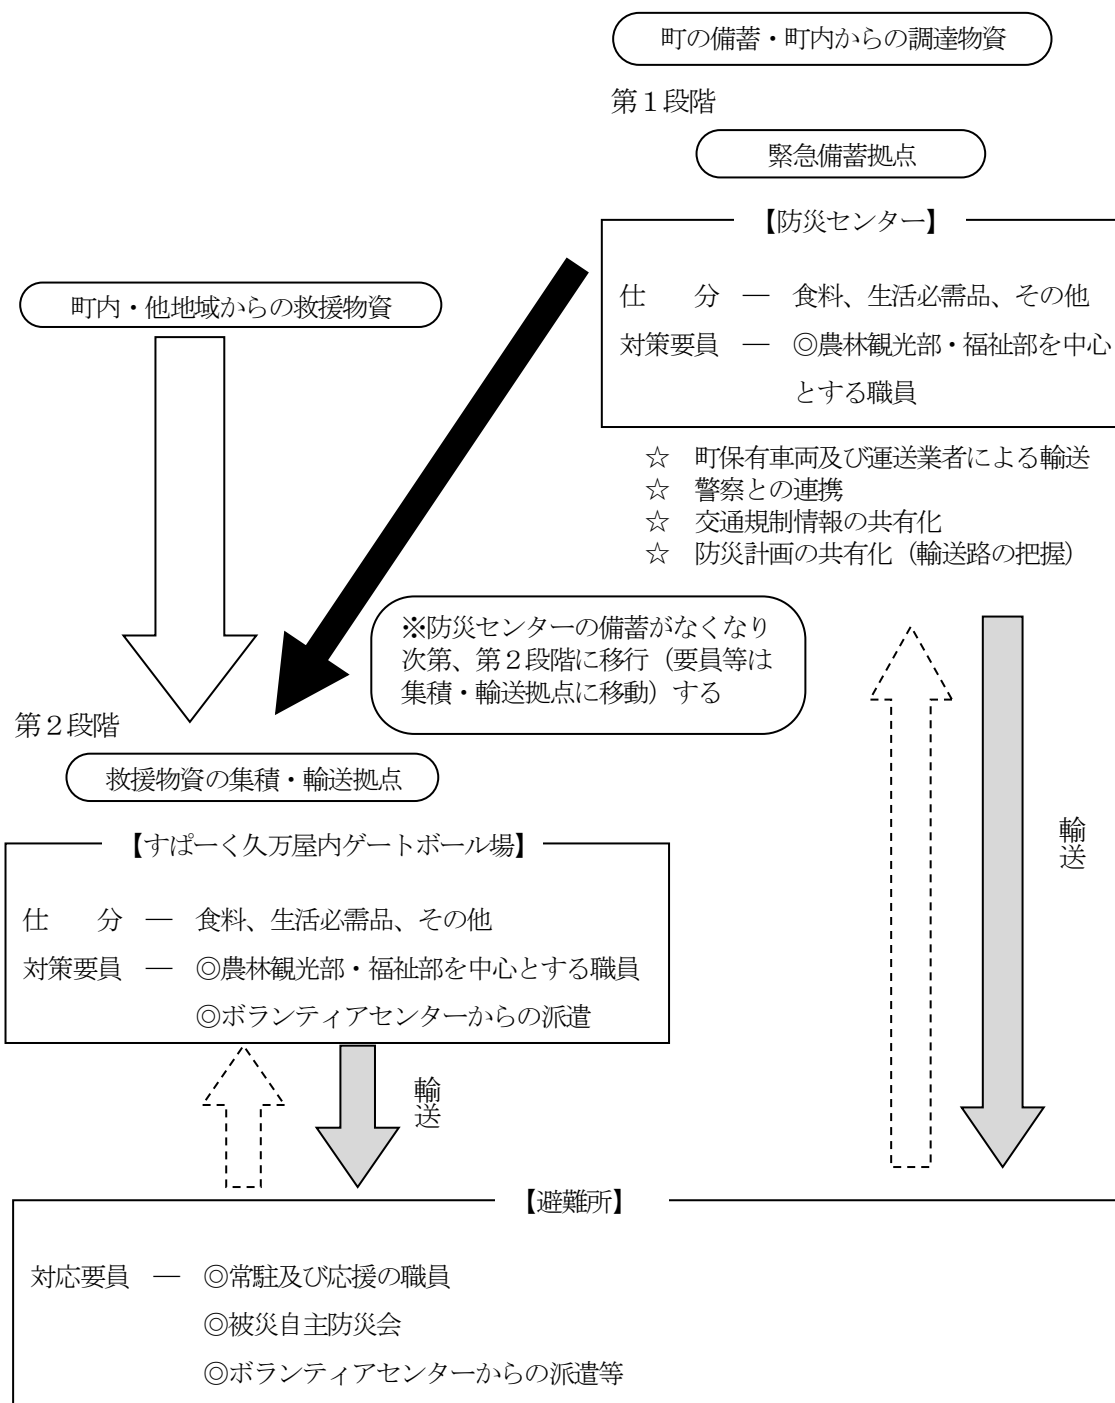 町の備蓄・町内からの調達物資
第１段階
緊急備蓄拠点
【防災センター】
仕　　分　―　食料、生活必需品、その他
対策要員　―　◎農林観光部・福祉部を中心
とする職員
☆　町保有車両及び運送業者による輸送
☆　警察との連携
☆　交通規制情報の共有化
☆　防災計画の共有化（輸送路の把握）
町内・他地域からの救援物資
※防災センターの備蓄がなくなり
次第、第２段階に移行（要員等は
集積・輸送拠点に移動）する
第２段階
救援物資の集積・輸送拠点
【すぱーく久万屋内ゲートボール場】
仕　　分　―　食料、生活必需品、その他
対策要員　―　◎農林観光部・福祉部を中心とする職員
◎ボランティアセンターからの派遣
輸送
輸送
【避難所】
対応要員　―　◎常駐及び応援の職員
◎被災自主防災会
◎ボランティアセンターからの派遣等